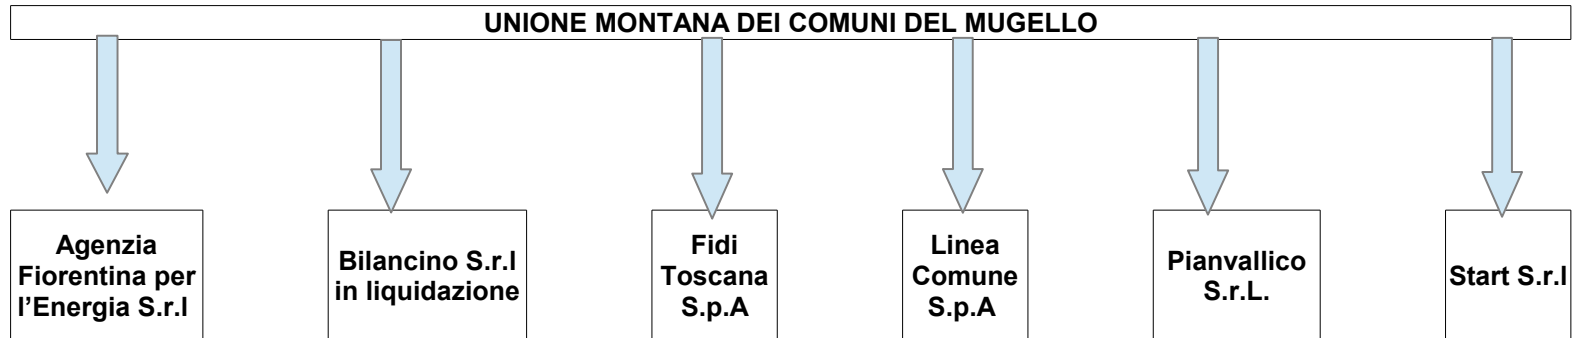 UNIONE MONTANA DEI COMUNI DEL MUGELLO
Agenzia
Fiorentina per
l’Energia S.r.l
Bilancino S.r.l
in liquidazione
Fidi
Toscana
S.p.A
Linea
Comune
S.p.A
Pianvallico
S.r.L.
Start S.r.l